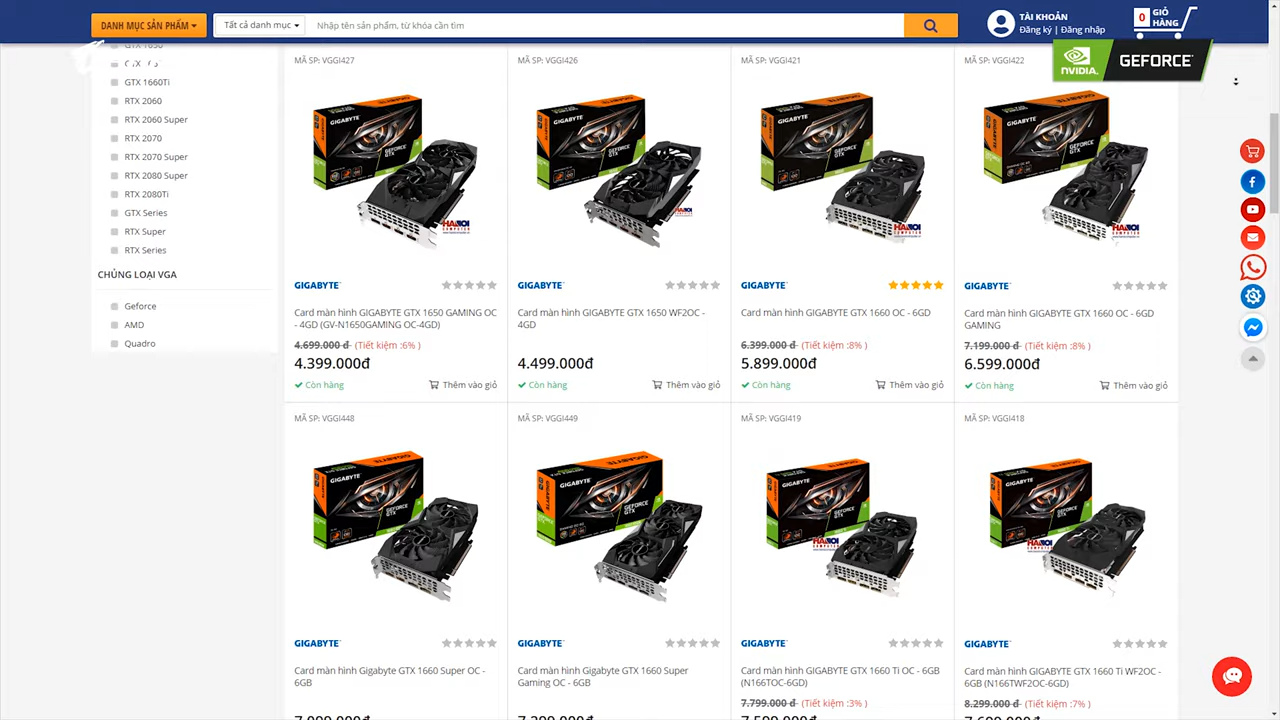 DANH MỤC SẢN PHẨM
Tất cả danh mục
Nhập tên sản phẩm, từ khóa cần tìm
TÀI KHOẢN
Đăng ký | Đăng nhập
0
GIỎ
HÀNG
NVIDIA.
GEFORCE
GTX 1660Ti
RTX 2060
RTX 2060 Super
RTX 2070
RTX 2070 Super
RTX 2080 Super
RTX 2080Ti
GTX Series
RTX Super
RTX Series
CHỦNG LOẠI VGA
Geforce
AMD
Quadro
MÃ SP: VGGI427
GIGABYTE
Card màn hình GIGABYTE GTX 1650 GAMING OC
- 4GD (GV-N1650GAMING OC-4GD)
4.699.000 đ (Tiết kiệm :6% )
4.399.000đ
Còn hàng
Thêm vào giỏ
MÃ SP: VGGI426
GIGABYTE
Card màn hình GIGABYTE GTX 1650 WF2OC -
4GD
4.499.000đ
Còn hàng
Thêm vào giỏ
MÃ SP: VGGI421
GIGABYTE
Card màn hình GIGABYTE GTX 1660 OC - 6GD
6.399.000 đ (Tiết kiệm :8% )
5.899.000đ
Còn hàng
Thêm vào giỏ
MÃ SP: VGGI422
GIGABYTE
Card màn hình GIGABYTE GTX 1660 OC - 6GD
GAMING
7.199.000 đ (Tiết kiệm :8% )
6.599.000đ
Còn hàng
Thêm vào giỏ
MÃ SP: VGGI448
GIGABYTE
Card màn hình Gigabyte GTX 1660 Super OC -
6GB
7.099.000đ
MÃ SP: VGGI449
GIGABYTE
Card màn hình Gigabyte GTX 1660 Super
Gaming OC - 6GB
7.299.000đ
MÃ SP: VGGI419
GIGABYTE
Card màn hình GIGABYTE GTX 1660 Ti OC - 6GB
(N166TOC-6GD)
7.799.000 đ (Tiết kiệm :3% )
7.599.000đ
MÃ SP: VGGI418
GIGABYTE
Card màn hình GIGABYTE GTX 1660 Ti WF2OC -
6GB (N166TWF2OC-6GD)
8.299.000 đ (Tiết kiệm :7% )
7.699.000đ